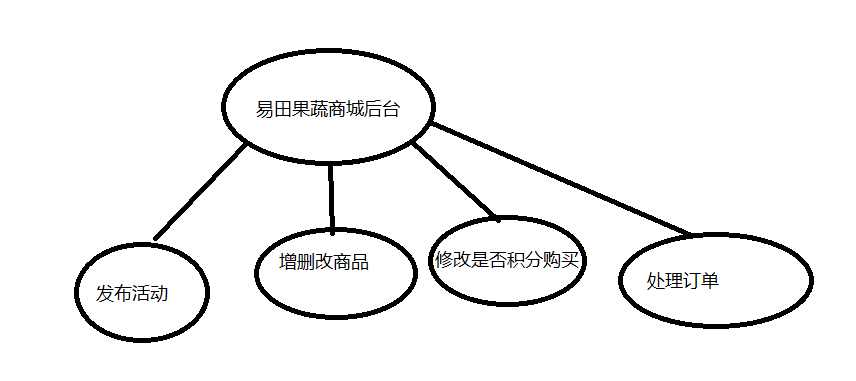 易田果蔬商城后台
发布活动
增删改商品
修改是否积分购买
处理订单